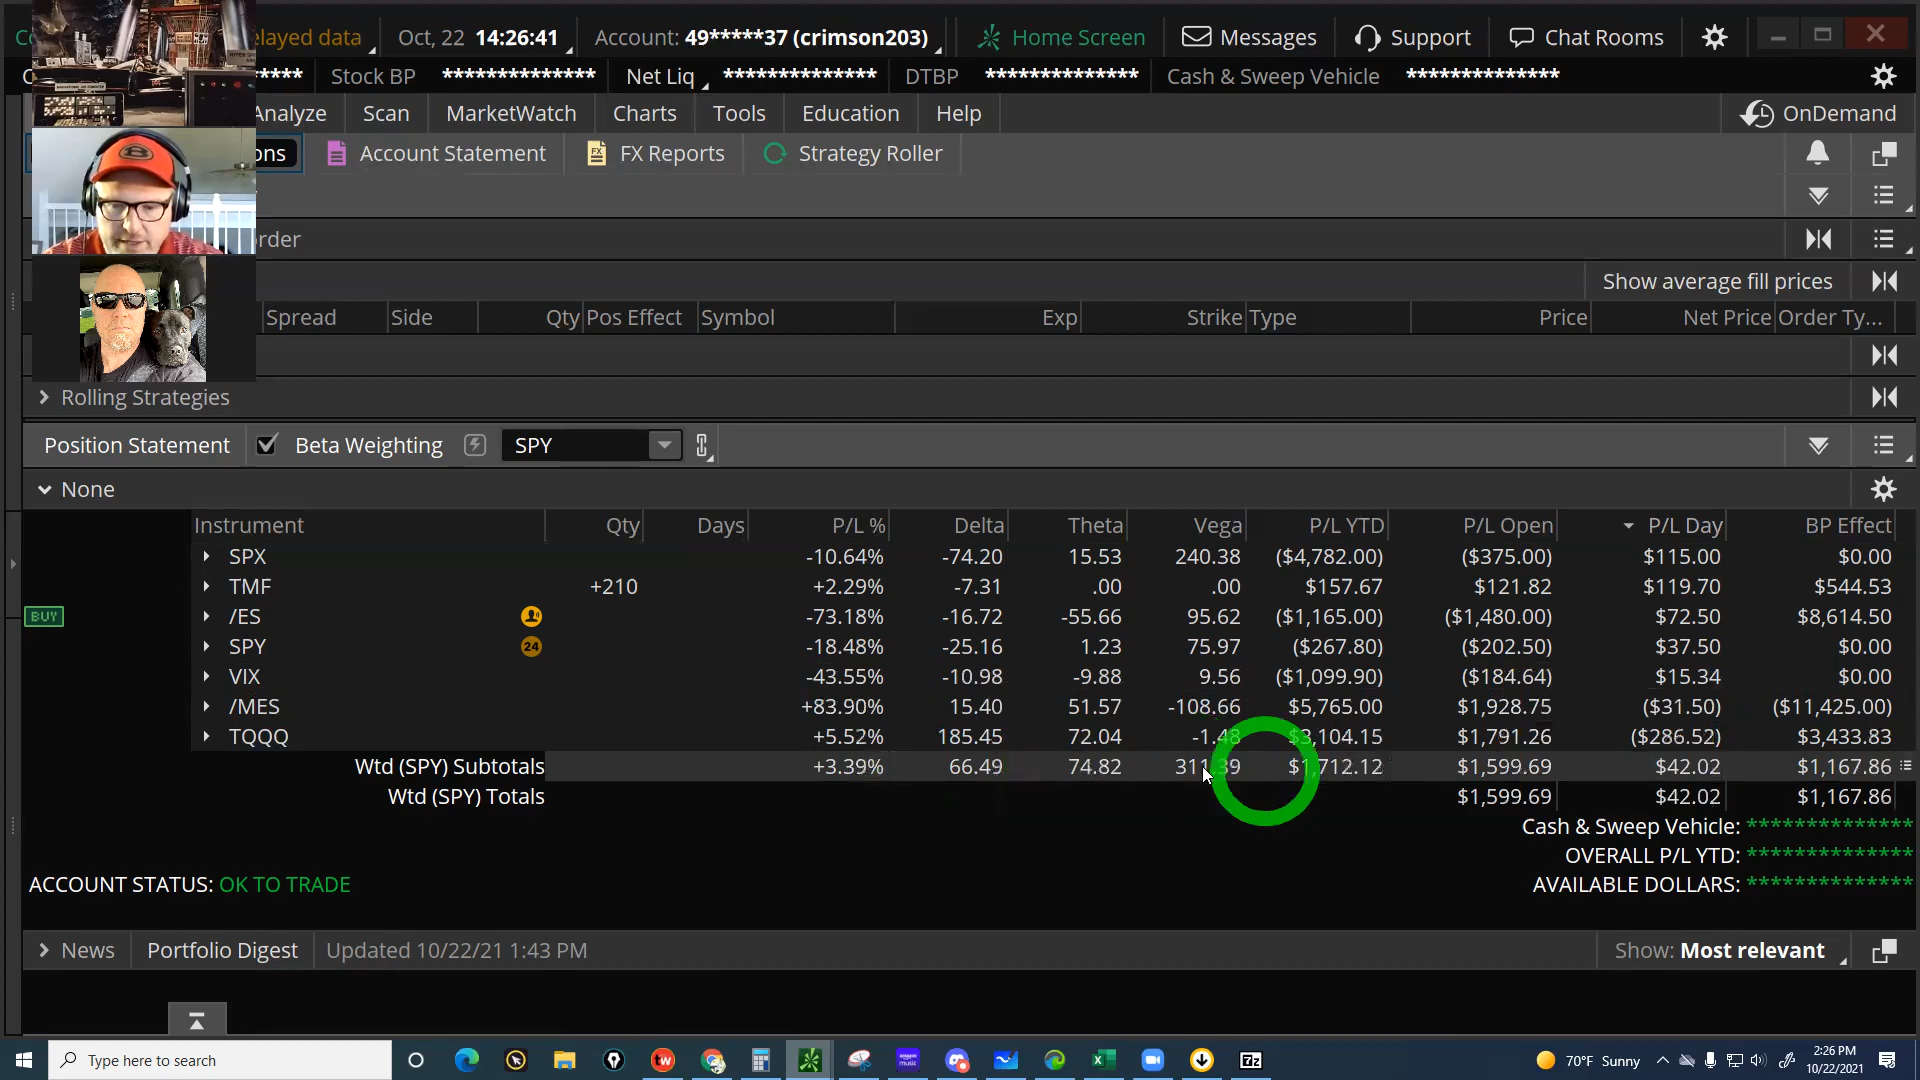 elayed data Oct, 22 14:26:41 Account: 49*****37 (crimson203) Home Screen Messages Support Chat Rooms
***** Stock BP ************** Net Liq ************** DTBP ************** Cash & Sweep Vehicle **************
Analyze Scan MarketWatch Charts Tools Education Help OnDemand
ons Account Statement FX Reports Strategy Roller
order
Show average fill prices
Spread Side Qty Pos Effect Symbol Exp Strike Type Price Net Price Order Ty...
Rolling Strategies
Position Statement Beta Weighting SPY
None
Instrument Qty Days P/L % Delta Theta Vega P/L YTD P/L Open P/L Day BP Effect
SPX -10.64% -74.20 15.53 240.38 ($4,782.00) ($375.00) $115.00 $0.00
TMF +210 +2.29% -7.31 .00 .00 $157.67 $121.82 $119.70 $544.53
BUY /ES -73.18% -16.72 -55.66 95.62 ($1,165.00) ($1,480.00) $72.50 $8,614.50
SPY 24 -18.48% -25.16 1.23 75.97 ($267.80) ($202.50) $37.50 $0.00
VIX -43.55% -10.98 -9.88 9.56 ($1,099.90) ($184.64) $15.34 $0.00
/MES +83.90% 15.40 51.57 -108.66 $5,765.00 $1,928.75 ($31.50) ($11,425.00)
TQQQ +5.52% 185.45 72.04 -1.48 $3,104.15 $1,791.26 ($286.52) $3,433.83
Wtd (SPY) Subtotals +3.39% 66.49 74.82 311.39 $1,712.12 $1,599.69 $42.02 $1,167.86
Wtd (SPY) Totals $1,599.69 $42.02 $1,167.86
Cash & Sweep Vehicle: **************
OVERALL P/L YTD: **************
ACCOUNT STATUS: OK TO TRADE AVAILABLE DOLLARS: **************
News Portfolio Digest Updated 10/22/21 1:43 PM Show: Most relevant
Type here to search 70°F Sunny 2:26 PM
10/22/2021